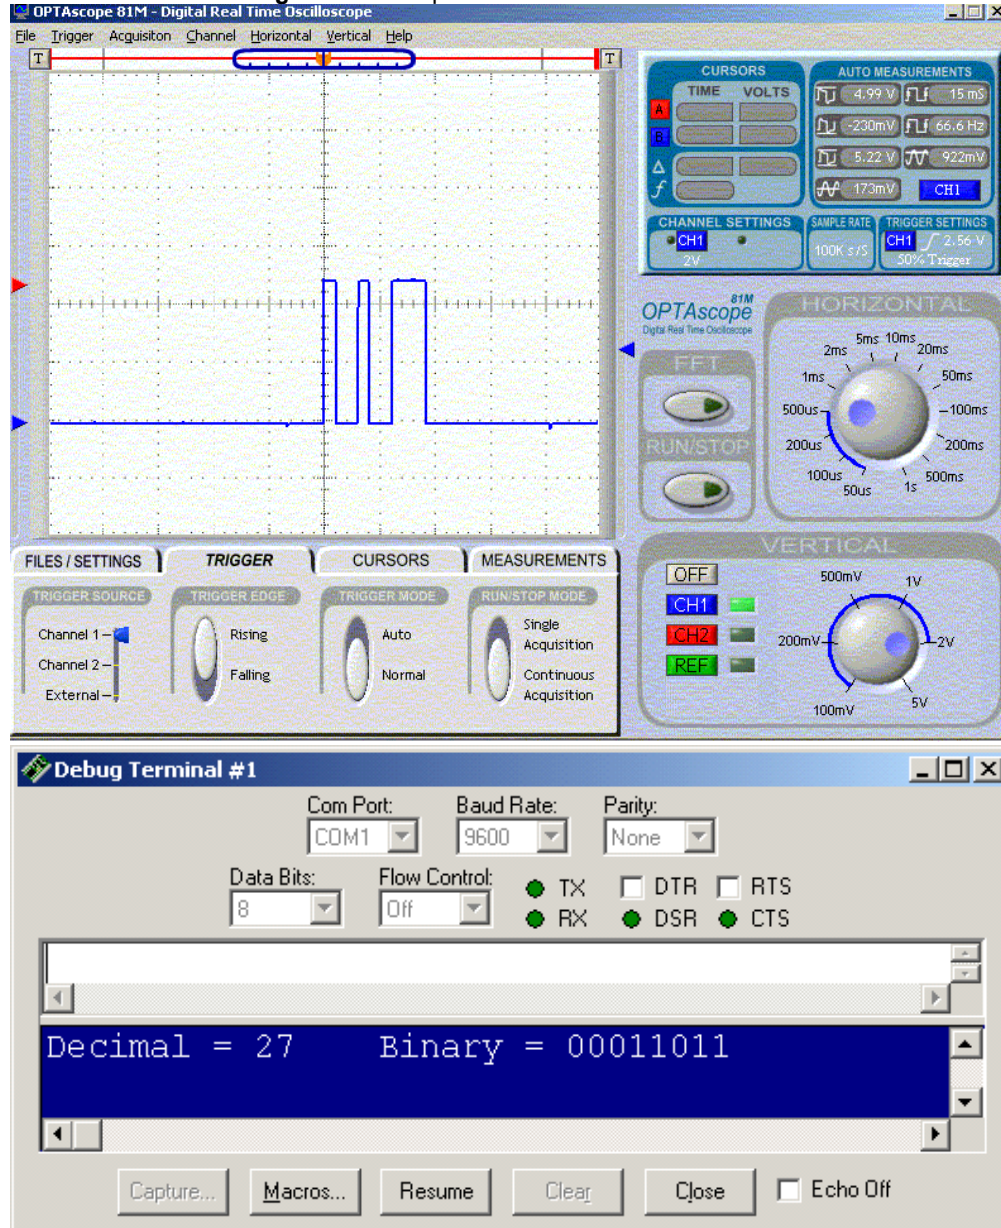 OPTAscope 81M - Digital Real Time Oscilloscope
File Trigger Acquisiton Channel Horizontal Vertical Help
T T
CURSORS
TIME VOLTS
A
B
Δ
f
AUTO MEASUREMENTS
4.99 V 15 mS
-230mV 66.6 Hz
5.22 V 922mV
173mV CH1
CHANNEL SETTINGS
CH1
2V
SAMPLE RATE
100K s/S
TRIGGER SETTINGS
CH1 2.56 V
50% Trigger
OPTAscope 81M
Digital Real Time Oscilloscope
FFT
RUN/STOP
HORIZONTAL
5ms 10ms
2ms 20ms
1ms 50ms
500us 100ms
200us 200ms
100us 500ms
50us 1s
FILES / SETTINGS TRIGGER CURSORS MEASUREMENTS
TRIGGER SOURCE
Channel 1
Channel 2
External
TRIGGER EDGE
Rising
Falling
TRIGGER MODE
Auto
Normal
RUN/STOP MODE
Single
Acquisition
Continuous
Acquisition
VERTICAL
OFF
CH1
CH2
REF
500mV 1V
200mV 2V
100mV 5V
Debug Terminal #1
Com Port: Baud Rate: Parity:
COM1 9600 None
Data Bits: Flow Control:
8 Off
TX DTR RTS
RX DSR CTS
Decimal = 27 Binary = 00011011
Capture... Macros... Resume Clear Close Echo Off